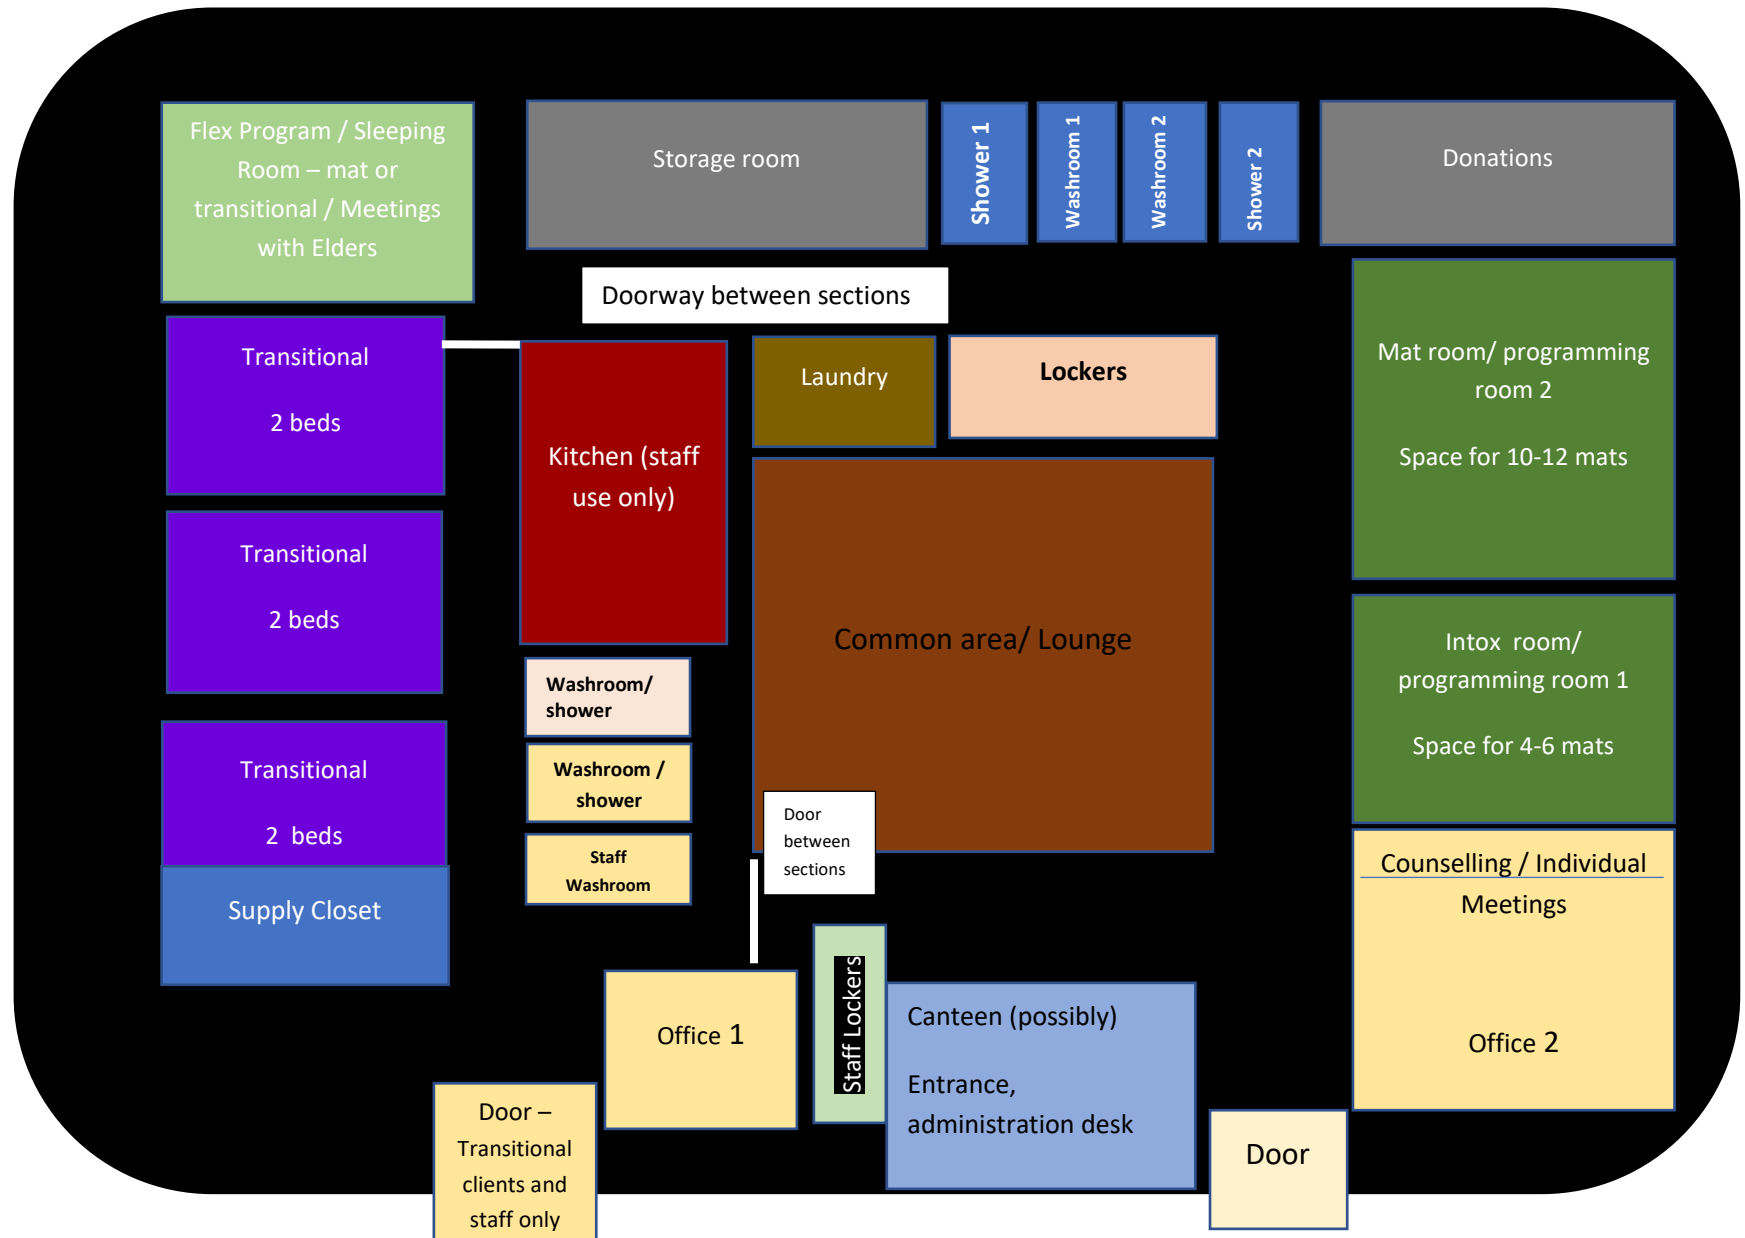 Flex Program / Sleeping
Room – mat or
transitional / Meetings
with Elders
Storage room
Shower 1
Washroom 1
Washroom 2
Shower 2
Donations
Doorway between sections
Transitional
2 beds
Kitchen (staff
use only)
Laundry
Lockers
Mat room/ programming
room 2
Space for 10-12 mats
Transitional
2 beds
Common area/ Lounge
Intox room/
programming room 1
Space for 4-6 mats
Washroom/
shower
Washroom /
shower
Staff
Washroom
Transitional
2 beds
Supply Closet
Door
between
sections
Counselling / Individual
Meetings
Office 2
Office 1
Staff Lockers
Canteen (possibly)
Entrance,
administration desk
Door –
Transitional
clients and
staff only
Door